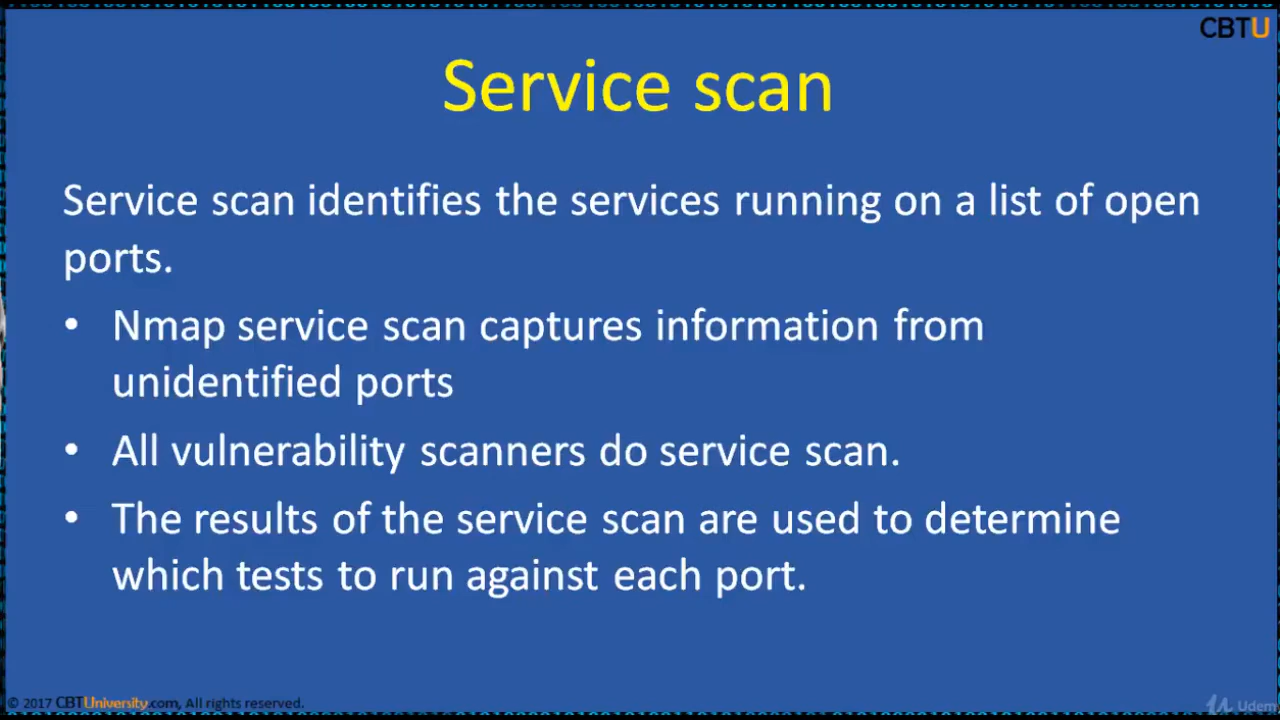 CBTU
Service scan
Service scan identifies the services running on a list of open
ports.
• Nmap service scan captures information from
unidentified ports
• All vulnerability scanners do service scan.
• The results of the service scan are used to determine
which tests to run against each port.
© 2017 CBTUniversity.com, All rights reserved.
Udemy